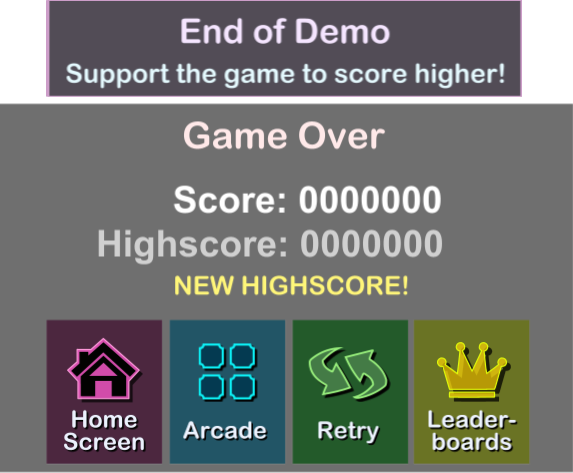 End of Demo
Support the game to score higher!
Game Over
Score: 0000000
Highscore: 0000000
NEW HIGHSCORE!
Home
Screen
Arcade
Retry
Leader-
boards